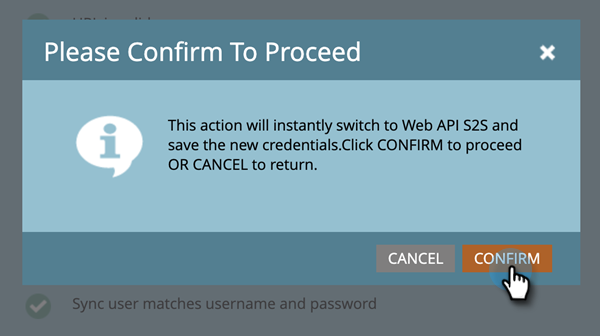 Please Confirm To Proceed
This action will instantly switch to Web API S2S and
save the new credentials.Click CONFIRM to proceed
OR CANCEL to return.
CANCEL CONFIRM
Sync user matches username and password